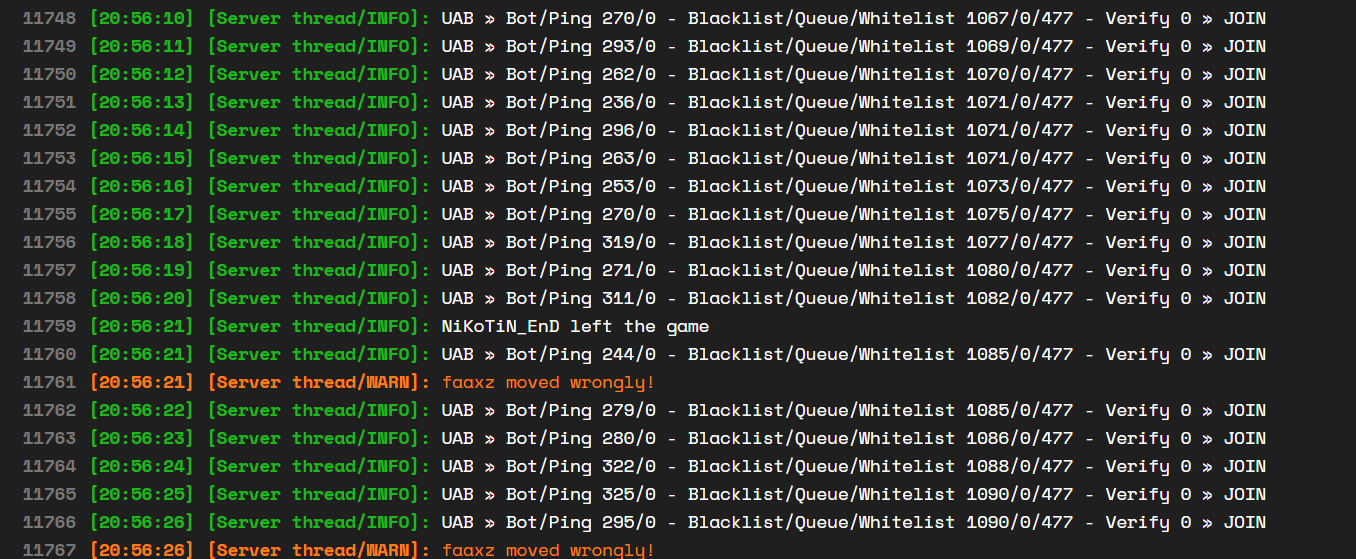 11748 [20:56:10] [Server thread/INFO]: UAB » Bot/Ping 270/0 - Blacklist/Queue/Whitelist 1067/0/477 - Verify 0 » JOIN
11749 [20:56:11] [Server thread/INFO]: UAB » Bot/Ping 293/0 - Blacklist/Queue/Whitelist 1069/0/477 - Verify 0 » JOIN
11750 [20:56:12] [Server thread/INFO]: UAB » Bot/Ping 262/0 - Blacklist/Queue/Whitelist 1070/0/477 - Verify 0 » JOIN
11751 [20:56:13] [Server thread/INFO]: UAB » Bot/Ping 236/0 - Blacklist/Queue/Whitelist 1071/0/477 - Verify 0 » JOIN
11752 [20:56:14] [Server thread/INFO]: UAB » Bot/Ping 296/0 - Blacklist/Queue/Whitelist 1071/0/477 - Verify 0 » JOIN
11753 [20:56:15] [Server thread/INFO]: UAB » Bot/Ping 263/0 - Blacklist/Queue/Whitelist 1071/0/477 - Verify 0 » JOIN
11754 [20:56:16] [Server thread/INFO]: UAB » Bot/Ping 253/0 - Blacklist/Queue/Whitelist 1073/0/477 - Verify 0 » JOIN
11755 [20:56:17] [Server thread/INFO]: UAB » Bot/Ping 270/0 - Blacklist/Queue/Whitelist 1075/0/477 - Verify 0 » JOIN
11756 [20:56:18] [Server thread/INFO]: UAB » Bot/Ping 319/0 - Blacklist/Queue/Whitelist 1077/0/477 - Verify 0 » JOIN
11757 [20:56:19] [Server thread/INFO]: UAB » Bot/Ping 271/0 - Blacklist/Queue/Whitelist 1080/0/477 - Verify 0 » JOIN
11758 [20:56:20] [Server thread/INFO]: UAB » Bot/Ping 311/0 - Blacklist/Queue/Whitelist 1082/0/477 - Verify 0 » JOIN
11759 [20:56:21] [Server thread/INFO]: NiKoTiN_EnD left the game
11760 [20:56:21] [Server thread/INFO]: UAB » Bot/Ping 244/0 - Blacklist/Queue/Whitelist 1085/0/477 - Verify 0 » JOIN
11761 [20:56:21] [Server thread/WARN]: faaxz moved wrongly!
11762 [20:56:22] [Server thread/INFO]: UAB » Bot/Ping 279/0 - Blacklist/Queue/Whitelist 1085/0/477 - Verify 0 » JOIN
11763 [20:56:23] [Server thread/INFO]: UAB » Bot/Ping 280/0 - Blacklist/Queue/Whitelist 1086/0/477 - Verify 0 » JOIN
11764 [20:56:24] [Server thread/INFO]: UAB » Bot/Ping 322/0 - Blacklist/Queue/Whitelist 1088/0/477 - Verify 0 » JOIN
11765 [20:56:25] [Server thread/INFO]: UAB » Bot/Ping 325/0 - Blacklist/Queue/Whitelist 1090/0/477 - Verify 0 » JOIN
11766 [20:56:26] [Server thread/INFO]: UAB » Bot/Ping 295/0 - Blacklist/Queue/Whitelist 1090/0/477 - Verify 0 » JOIN
11767 [20:56:26] [Server thread/WARN]: faaxz moved wrongly!